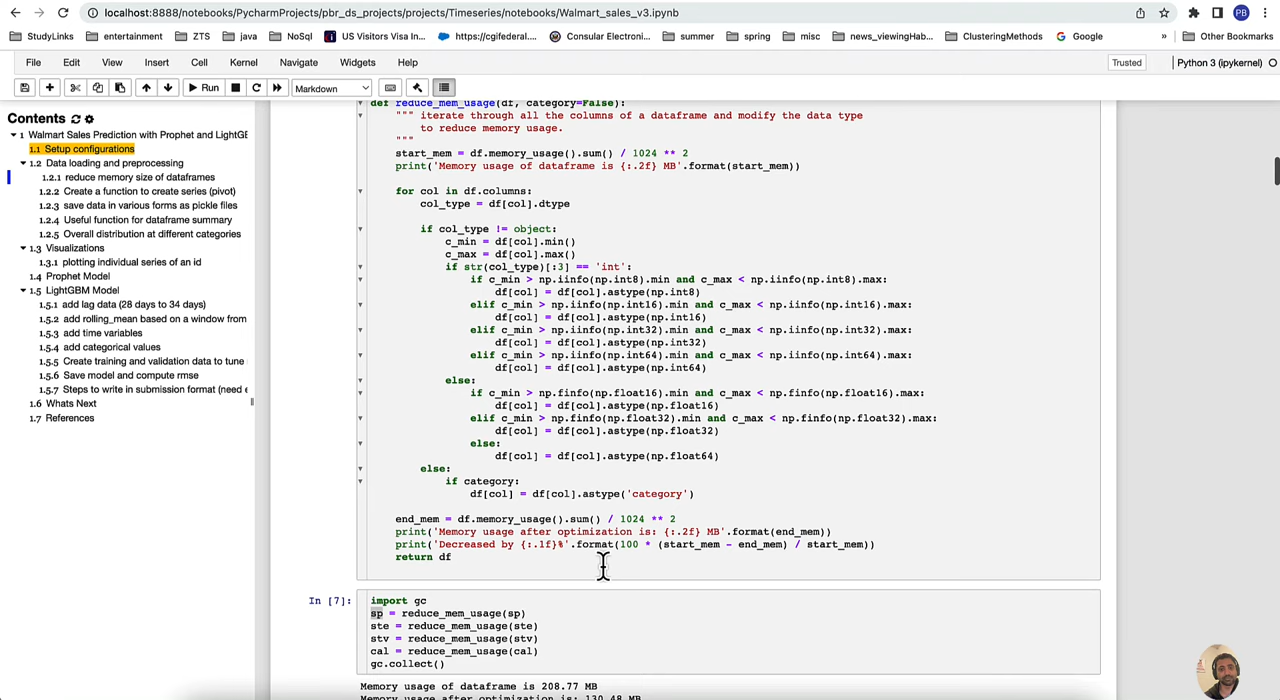 localhost:8888/notebooks/PycharmProjects/pbr_ds_projects/projects/Timeseries/notebooks/Walmart_sales_v3.ipynb
PB
StudyLinks entertainment ZTS java NoSql US Visitors Visa In... https://cgifederal.... Consular Electroni... summer spring misc news_viewingHab... ClusteringMethods Google » Other Bookmarks
File Edit View Insert Cell Kernel Navigate Widgets Help Trusted Python 3 (ipykernel)
Run Markdown
Contents
1 Walmart Sales Prediction with Prophet and LightGB
1.1 Setup configurations
1.2 Data loading and preprocessing
1.2.1 reduce memory size of dataframes
1.2.2 Create a function to create series (pivot)
1.2.3 save data in various forms as pickle files
1.2.4 Useful function for dataframe summary
1.2.5 Overall distribution at different categories
1.3 Visualizations
1.3.1 plotting individual series of an id
1.4 Prophet Model
1.5 LightGBM Model
1.5.1 add lag data (28 days to 34 days)
1.5.2 add rolling_mean based on a window from
1.5.3 add time variables
1.5.4 add categorical values
1.5.5 Create training and validation data to tune
1.5.6 Save model and compute rmse
1.5.7 Steps to write in submission format (need e
1.6 Whats Next
1.7 References
def reduce_mem_usage(df, category=False):
""" iterate through all the columns of a dataframe and modify the data type
to reduce memory usage.
"""
start_mem = df.memory_usage().sum() / 1024 ** 2
print('Memory usage of dataframe is {:.2f} MB'.format(start_mem))
for col in df.columns:
col_type = df[col].dtype
if col_type != object:
c_min = df[col].min()
c_max = df[col].max()
if str(col_type)[:3] == 'int':
if c_min > np.iinfo(np.int8).min and c_max < np.iinfo(np.int8).max:
df[col] = df[col].astype(np.int8)
elif c_min > np.iinfo(np.int16).min and c_max < np.iinfo(np.int16).max:
df[col] = df[col].astype(np.int16)
elif c_min > np.iinfo(np.int32).min and c_max < np.iinfo(np.int32).max:
df[col] = df[col].astype(np.int32)
elif c_min > np.iinfo(np.int64).min and c_max < np.iinfo(np.int64).max:
df[col] = df[col].astype(np.int64)
else:
if c_min > np.finfo(np.float16).min and c_max < np.finfo(np.float16).max:
df[col] = df[col].astype(np.float16)
elif c_min > np.finfo(np.float32).min and c_max < np.finfo(np.float32).max:
df[col] = df[col].astype(np.float32)
else:
df[col] = df[col].astype(np.float64)
else:
if category:
df[col] = df[col].astype('category')
end_mem = df.memory_usage().sum() / 1024 ** 2
print('Memory usage after optimization is: {:.2f} MB'.format(end_mem))
print('Decreased by {:.1f}%'.format(100 * (start_mem - end_mem) / start_mem))
return df
In [7]:
import gc
sp = reduce_mem_usage(sp)
ste = reduce_mem_usage(ste)
stv = reduce_mem_usage(stv)
cal = reduce_mem_usage(cal)
gc.collect()
Memory usage of dataframe is 208.77 MB
Memory usage after optimization is: 130.48 MB